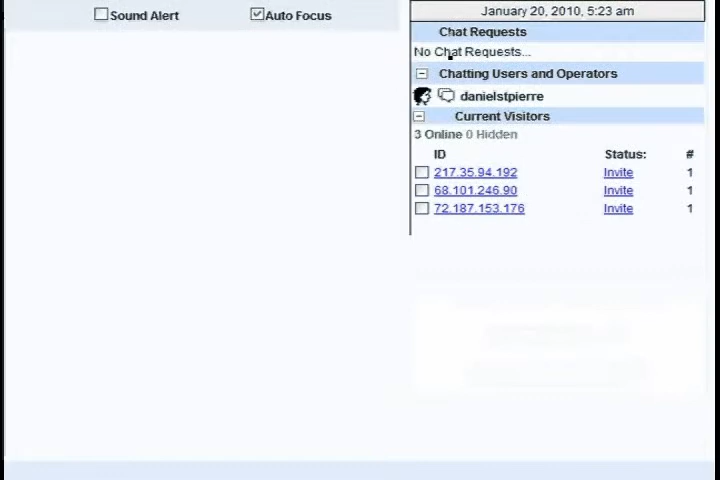 Sound Alert Auto Focus
January 20, 2010, 5:23 am
Chat Requests
No Chat Requests...
Chatting Users and Operators
danielstpierre
Current Visitors
3 Online 0 Hidden
ID Status: #
217.35.94.192 Invite 1
68.101.246.90 Invite 1
72.187.153.176 Invite 1